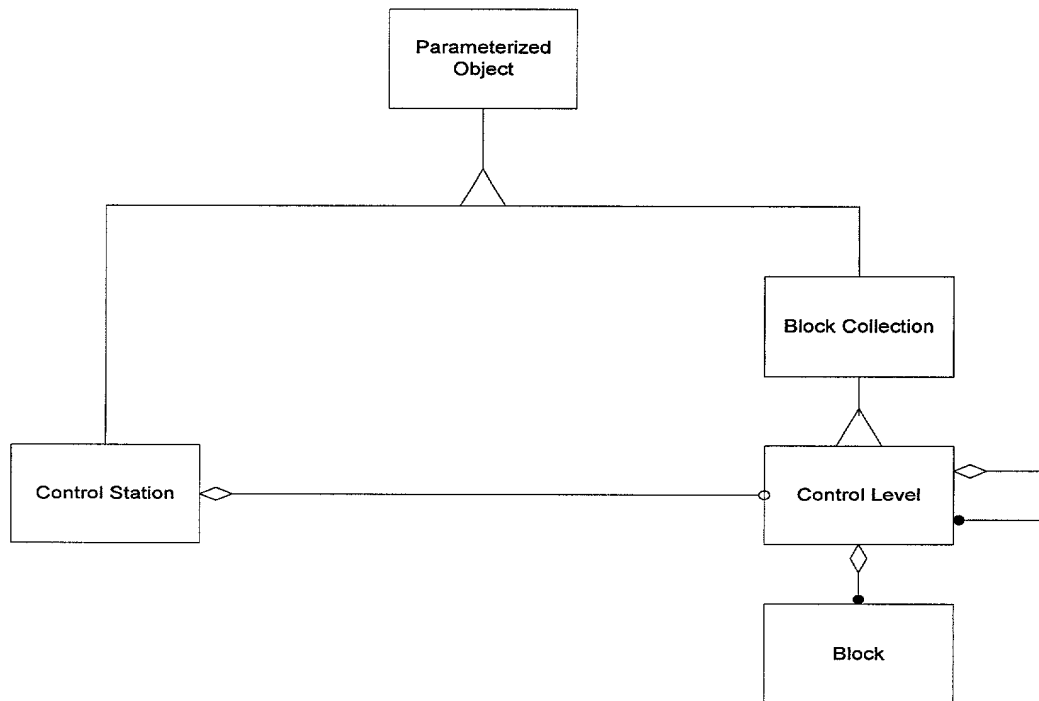 Parameterized
Object
Block Collection
Control Station
Control Level
Block